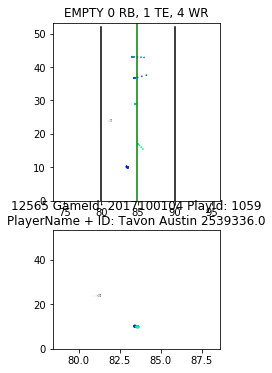 EMPTY 0 RB, 1 TE, 4 WR
50
40
30
20
10
0
75 80 85 90 95
12565 GameId: 2017100104 PlayId: 1059
PlayerName + ID: Tavon Austin 2539336.0
40
20
0
80.0 82.5 85.0 87.5